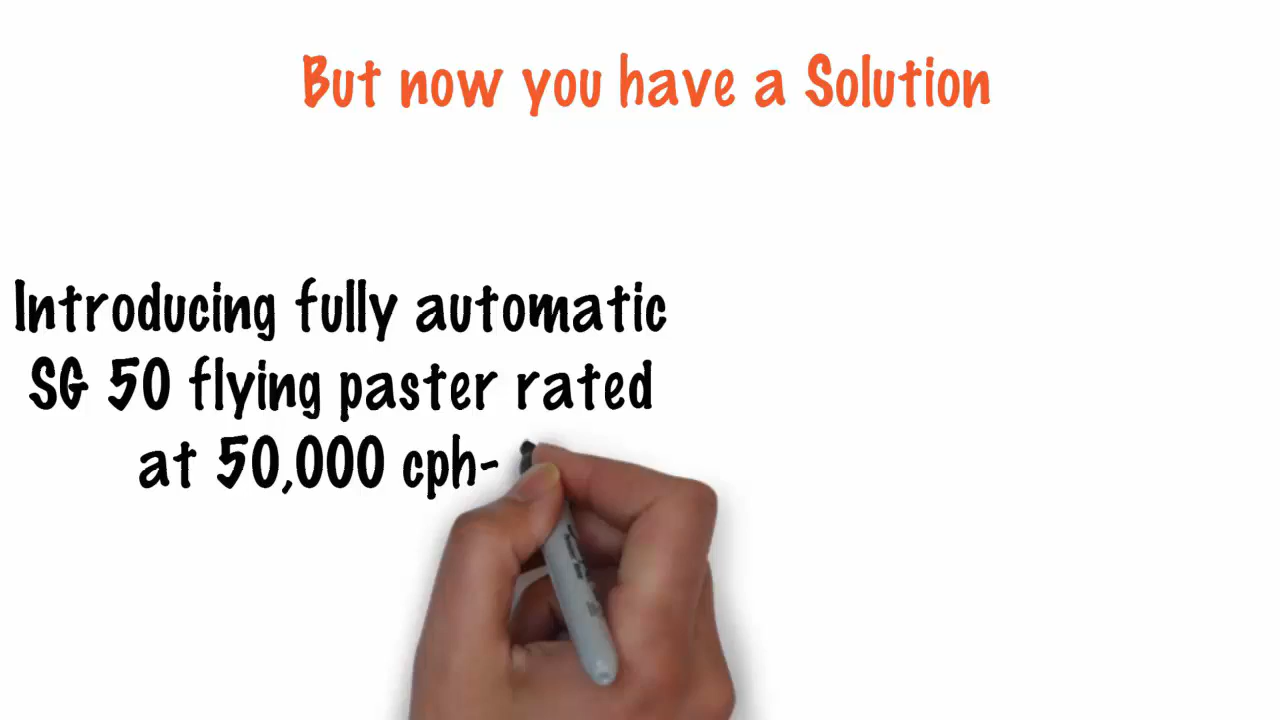 But now you have a Solution
Introducing fully automatic
SG 50 flying paster rated
at 50,000 cph-